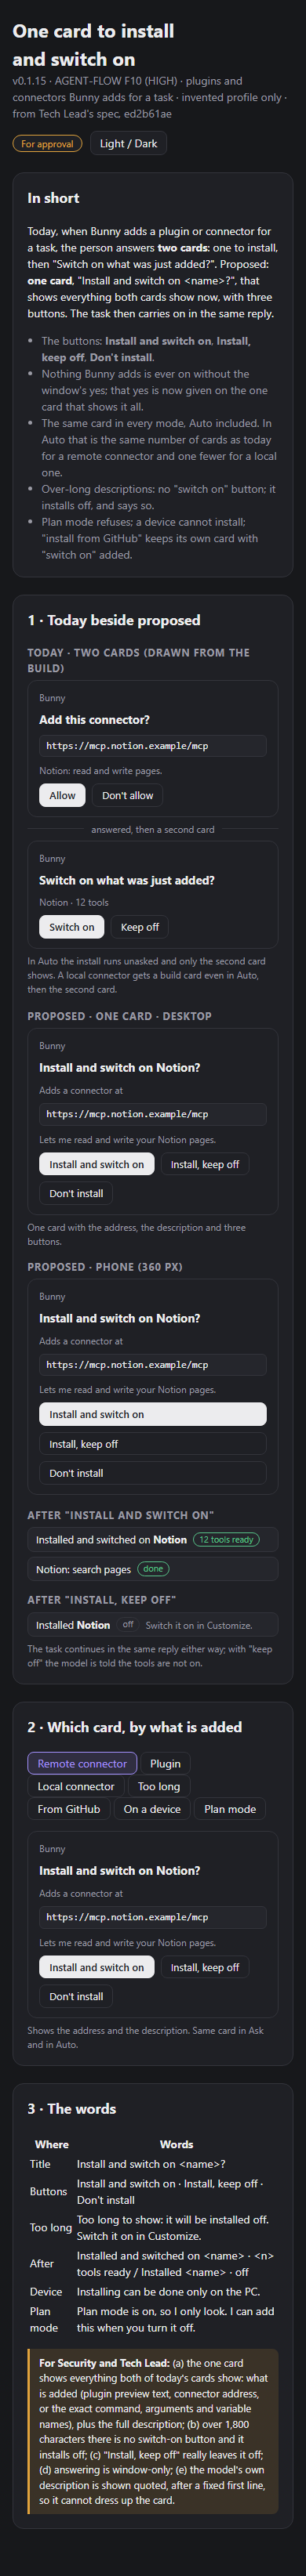 One card to install
and switch on
v0.1.15 · AGENT-FLOW F10 (HIGH) · plugins and
connectors Bunny adds for a task · invented profile only ·
from Tech Lead's spec, ed2b61ae
For approval
Light / Dark
In short
Today, when Bunny adds a plugin or connector for
a task, the person answers two cards: one to install,
then "Switch on what was just added?". Proposed:
one card, "Install and switch on <name>?", that
shows everything both cards show now, with three
buttons. The task then carries on in the same reply.
• The buttons: Install and switch on, Install,
keep off, Don't install.
• Nothing Bunny adds is ever on without the
window's yes; that yes is now given on the one
card that shows it all.
• The same card in every mode, Auto included. In
Auto that is the same number of cards as today
for a remote connector and one fewer for a local
one.
• Over-long descriptions: no "switch on" button; it
installs off, and says so.
• Plan mode refuses; a device cannot install;
"install from GitHub" keeps its own card with
"switch on" added.
1 · Today beside proposed
TODAY · TWO CARDS (DRAWN FROM THE
BUILD)
Bunny
Add this connector?
https://mcp.notion.example/mcp
Notion: read and write pages.
Allow
Don't allow
answered, then a second card
Bunny
Switch on what was just added?
Notion · 12 tools
Switch on
Keep off
In Auto the install runs unasked and only the second card
shows. A local connector gets a build card even in Auto,
then the second card.
PROPOSED · ONE CARD · DESKTOP
Bunny
Install and switch on Notion?
Adds a connector at
https://mcp.notion.example/mcp
Lets me read and write your Notion pages.
Install and switch on
Install, keep off
Don't install
One card with the address, the description and three
buttons.
PROPOSED · PHONE (360 PX)
Bunny
Install and switch on Notion?
Adds a connector at
https://mcp.notion.example/mcp
Lets me read and write your Notion pages.
Install and switch on
Install, keep off
Don't install
AFTER "INSTALL AND SWITCH ON"
Installed and switched on Notion 12 tools ready
Notion: search pages done
AFTER "INSTALL, KEEP OFF"
Installed Notion off Switch it on in Customize.
The task continues in the same reply either way; with "keep
off" the model is told the tools are not on.
2 · Which card, by what is added
Remote connector
Plugin
Local connector
Too long
From GitHub
On a device
Plan mode
Bunny
Install and switch on Notion?
Adds a connector at
https://mcp.notion.example/mcp
Lets me read and write your Notion pages.
Install and switch on
Install, keep off
Don't install
Shows the address and the description. Same card in Ask
and in Auto.
3 · The words
Where Words
Title Install and switch on <name>?
Buttons Install and switch on · Install, keep off ·
Don't install
Too long Too long to show: it will be installed off.
Switch it on in Customize.
After Installed and switched on <name> · <n>
tools ready / Installed <name> · off
Device Installing can be done only on the PC.
Plan mode Plan mode is on, so I only look. I can add
this when you turn it off.
For Security and Tech Lead: (a) the one card
shows everything both of today's cards show: what
is added (plugin preview text, connector address,
or the exact command, arguments and variable
names), plus the full description; (b) over 1,800
characters there is no switch-on button and it
installs off; (c) "Install, keep off" really leaves it off;
(d) answering is window-only; (e) the model's own
description is shown quoted, after a fixed first line,
so it cannot dress up the card.